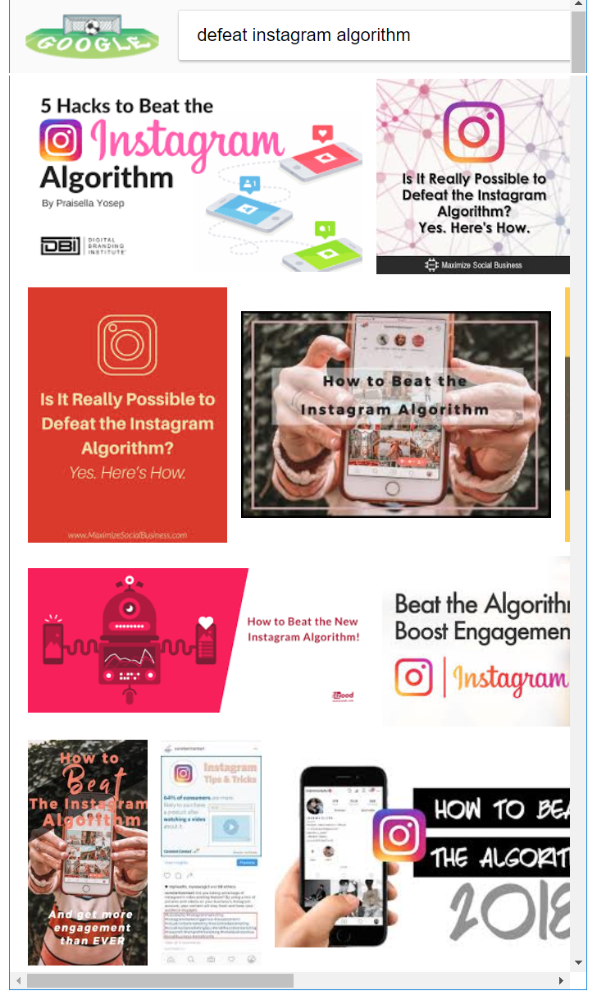 GOOGLE
defeat instagram algorithm
5 Hacks to Beat the
Instagram
Algorithm
By Praisella Yosep
DBI DIGITAL
BRANDING
INSTITUTE
Is It Really Possible to
Defeat the Instagram
Algorithm?
Yes. Here's How.
Maximize Social Business
Is It Really Possible to
Defeat the Instagram
Algorithm?
Yes. Here's How.
www.MaximizeSocialBusiness.com
How to Beat the
Instagram Algorithm
How to Beat the New
Instagram Algorithm!
Beat the Algorith
Boost Engagemen
Instagram
How to
Beat
The Instagram
Algorithm
And get more
engagement
than EVER
Instagram
Tips & Tricks
64% of consumers are more
likely to purchase
a product after
watching a video
about it.
HOW TO BEA
THE ALGORIT
2018